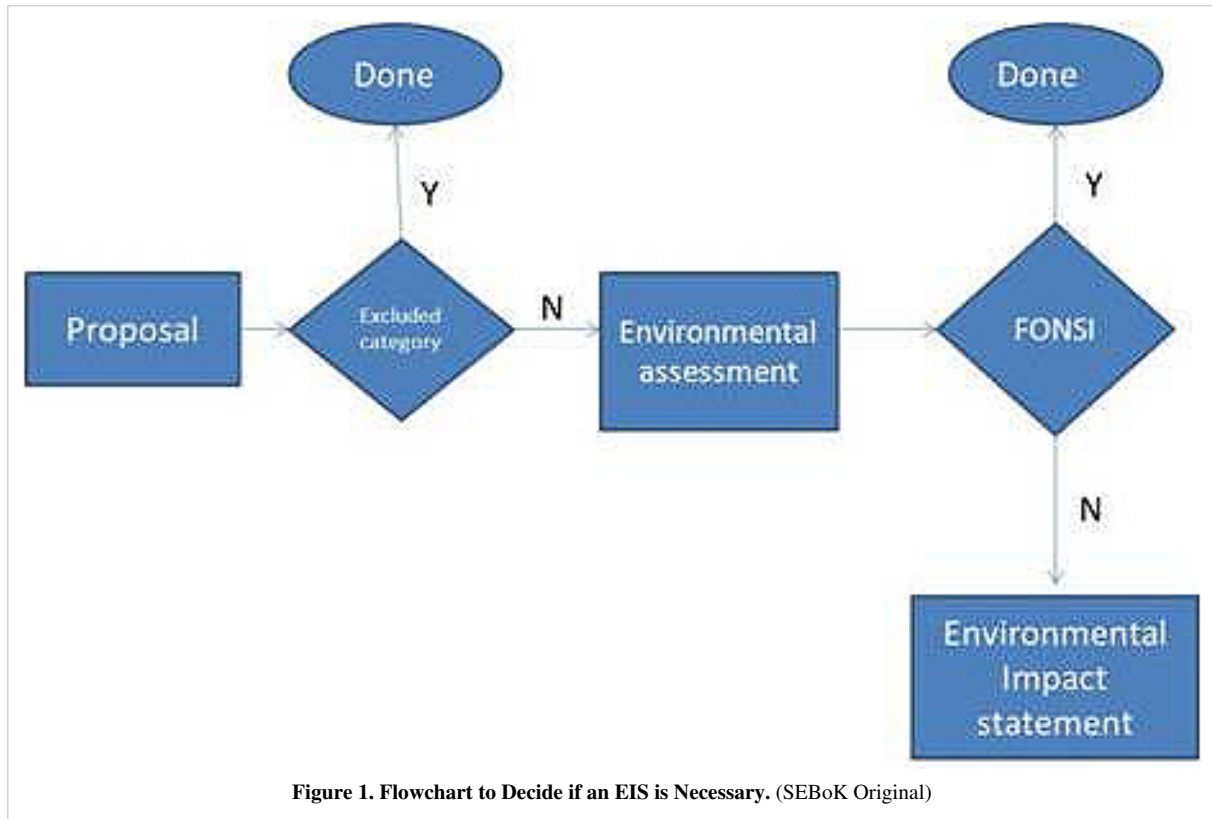 Done
Done
Y
Y
Proposal
Excluded
category
N
Environmental
assessment
FONSI
N
Environmental
Impact
statement
Figure 1. Flowchart to Decide if an EIS is Necessary. (SEBoK Original)